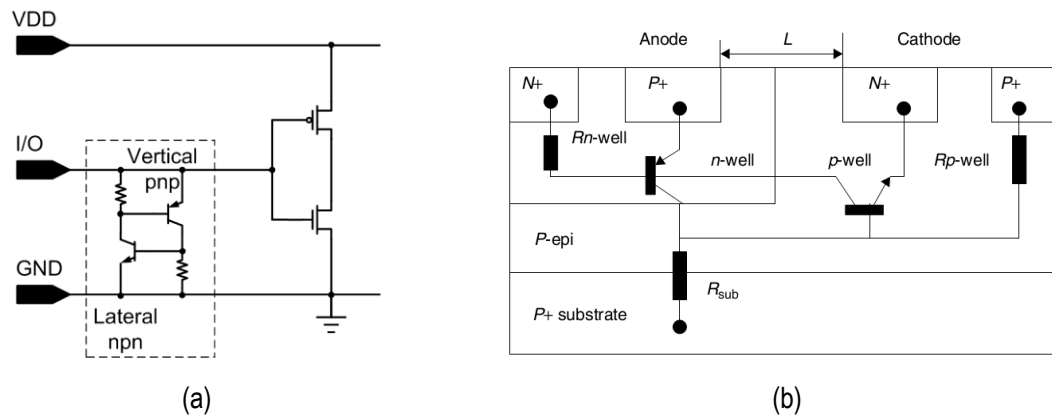 VDD
I/O
Vertical
pnp
GND
Lateral
npn
(a)
Anode
L
Cathode
N+
P+
N+
P+
Rn-well
n-well
p-well
Rp-well
P-epi
Rsub
P+ substrate
(b)